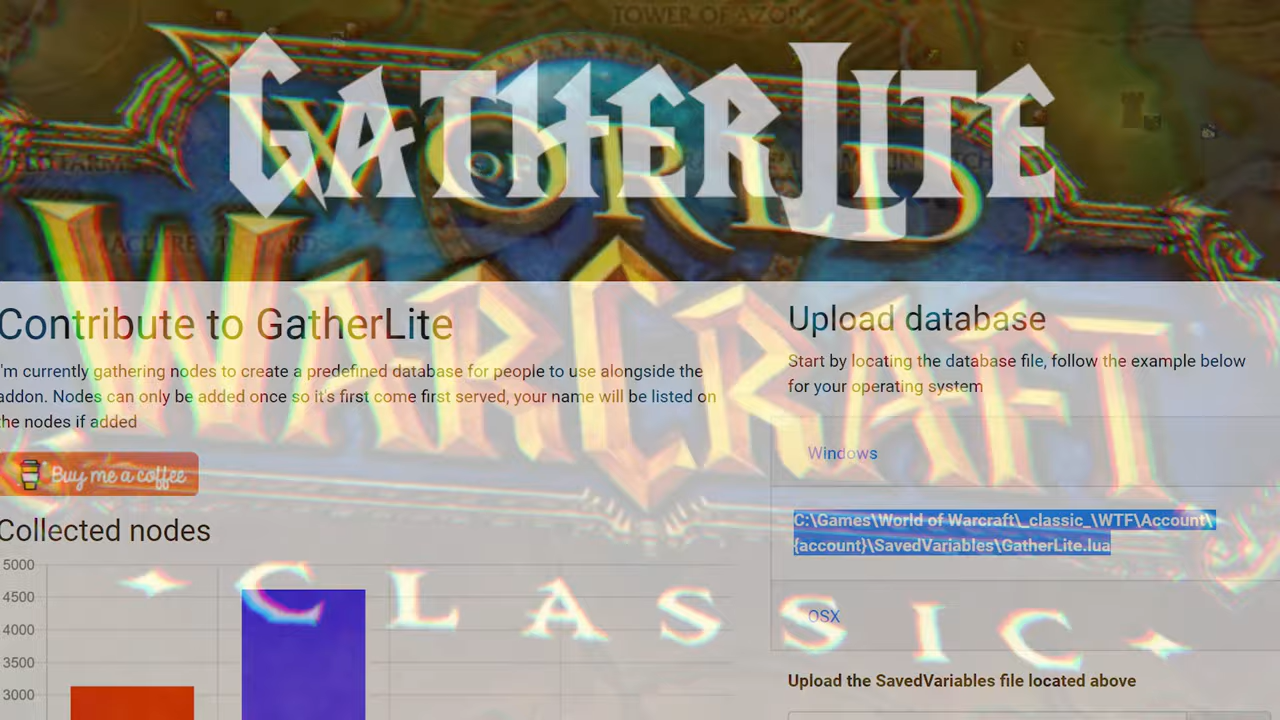 TOWER OF AZORA
GATHERLITE
WORLD
WARCRAFT
CLASSIC
Contribute to GatherLite
'm currently gathering nodes to create a predefined database for people to use alongside the
addon. Nodes can only be added once so it's first come first served, your name will be listed on
the nodes if added
Buy me a coffee
Collected nodes
5000
4500
4000
3500
3000
Upload database
Start by locating the database file, follow the example below
for your operating system
Windows
C:\Games\World of Warcraft\_classic_\WTF\Account\
{account}\SavedVariables\GatherLite.lua
OSX
Upload the SavedVariables file located above